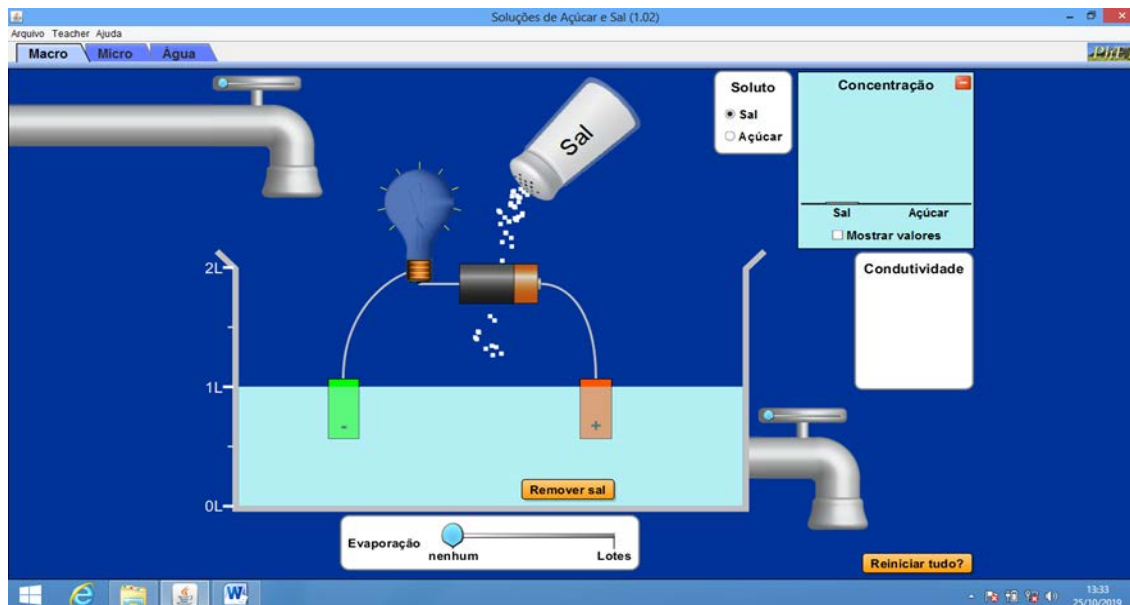 Soluções de Açúcar e Sal (1.02)
Arquivo Teacher Ajuda
Macro Micro Água
PhET
Soluto
Sal
Açúcar
Concentração
Sal Açúcar
Mostrar valores
Condutividade
Sal
2L
1L
0L
-
+
Remover sal
Evaporação
nenhum Lotes
Reiniciar tudo?
W
13:33
25/10/2019